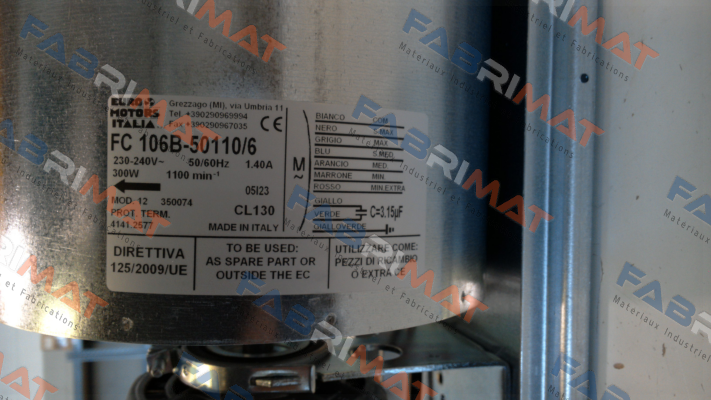 EURO
MOTORS
ITALIA
Grezzago (MI), via Umbria 11
Tel. +390290969994
Fax +390290967035
CE
FC 106B-50110/6
230-240V~ 50/60Hz 1.40A
300W 1100 min⁻¹
05I23
MOD. 12 350074
PROT. TERM. CL130
4141.2577 MADE IN ITALY
M
~
BIANCO COM
NERO S.MAX
GRIGIO MAX
BLU S.MED
ARANCIO MED
MARRONE MIN
ROSSO MIN.EXTRA
GIALLO
VERDE C=3.15µF
GIALLOVERDE
DIRETTIVA
125/2009/UE
TO BE USED:
AS SPARE PART OR
OUTSIDE THE EC
UTILIZZARE COME:
PEZZI DI RICAMBIO
O EXTRA CE
FABRIMAT
Materiaux Industriel et Fabrications